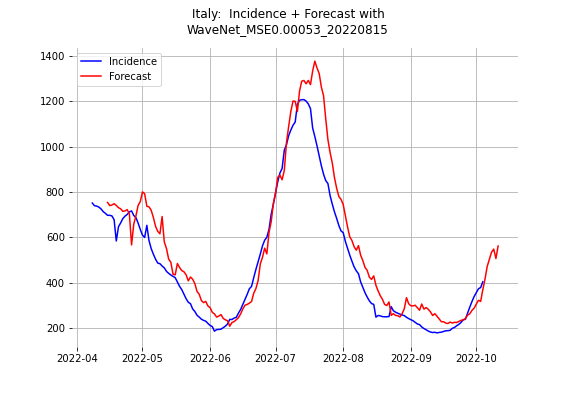 Italy:  Incidence + Forecast with
WaveNet_MSE0.00053_20220815
1400
1200
1000
800
600
400
200
Incidence
Forecast
2022-04 2022-05 2022-06 2022-07 2022-08 2022-09 2022-10